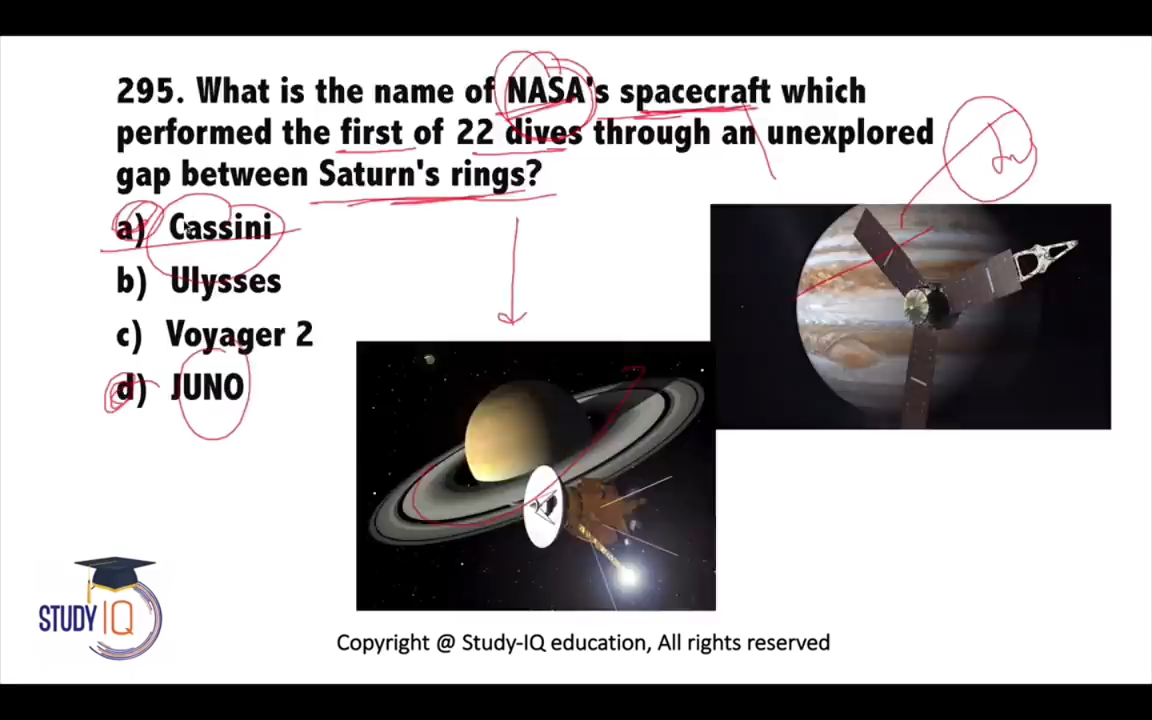 295. What is the name of NASA's spacecraft which
performed the first of 22 dives through an unexplored
gap between Saturn's rings?
a) Cassini
b) Ulysses
c) Voyager 2
d) JUNO
STUDY IQ
Copyright @ Study-IQ education, All rights reserved